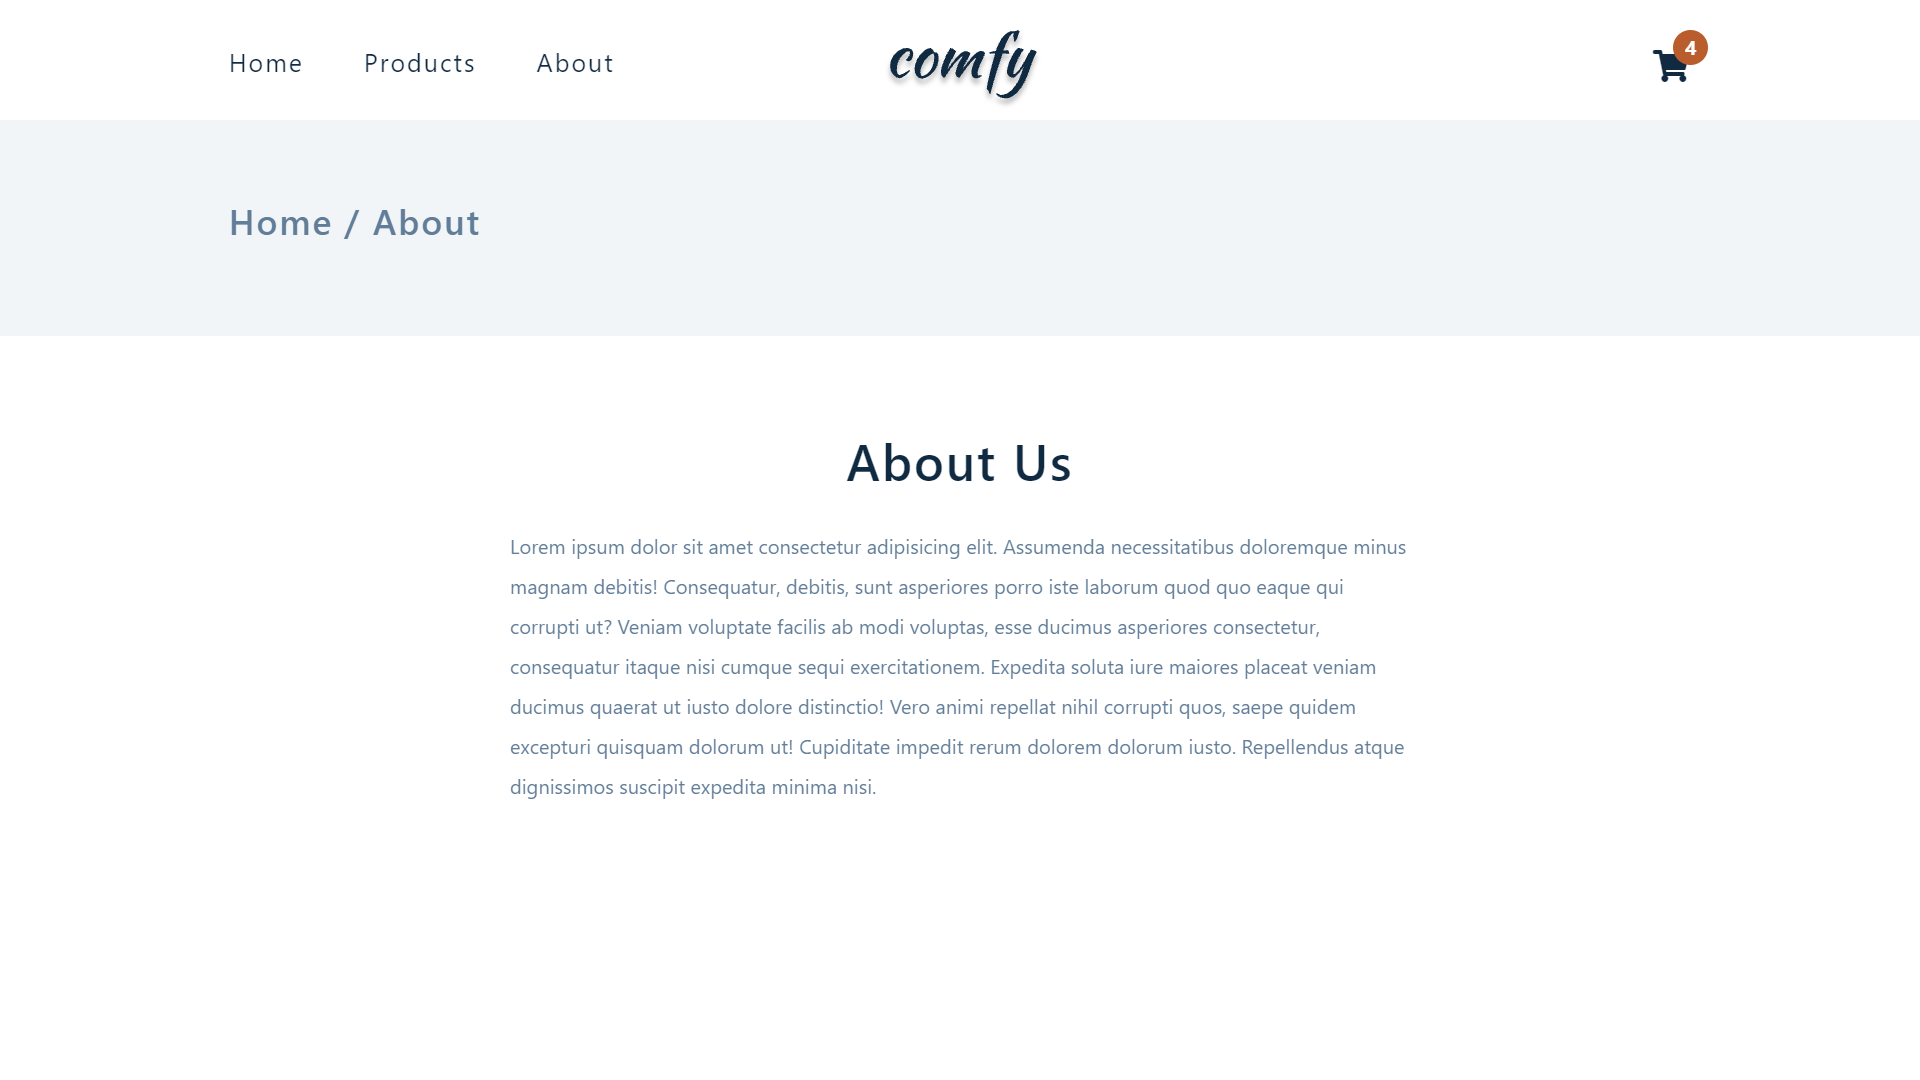 Home Products About comfy 4
Home / About
About Us
Lorem ipsum dolor sit amet consectetur adipisicing elit. Assumenda necessitatibus doloremque minus
magnam debitis! Consequatur, debitis, sunt asperiores porro iste laborum quod quo eaque qui
corrupti ut? Veniam voluptate facilis ab modi voluptas, esse ducimus asperiores consectetur,
consequatur itaque nisi cumque sequi exercitationem. Expedita soluta iure maiores placeat veniam
ducimus quaerat ut iusto dolore distinctio! Vero animi repellat nihil corrupti quos, saepe quidem
excepturi quisquam dolorum ut! Cupiditate impedit rerum dolorem dolorum iusto. Repellendus atque
dignissimos suscipit expedita minima nisi.